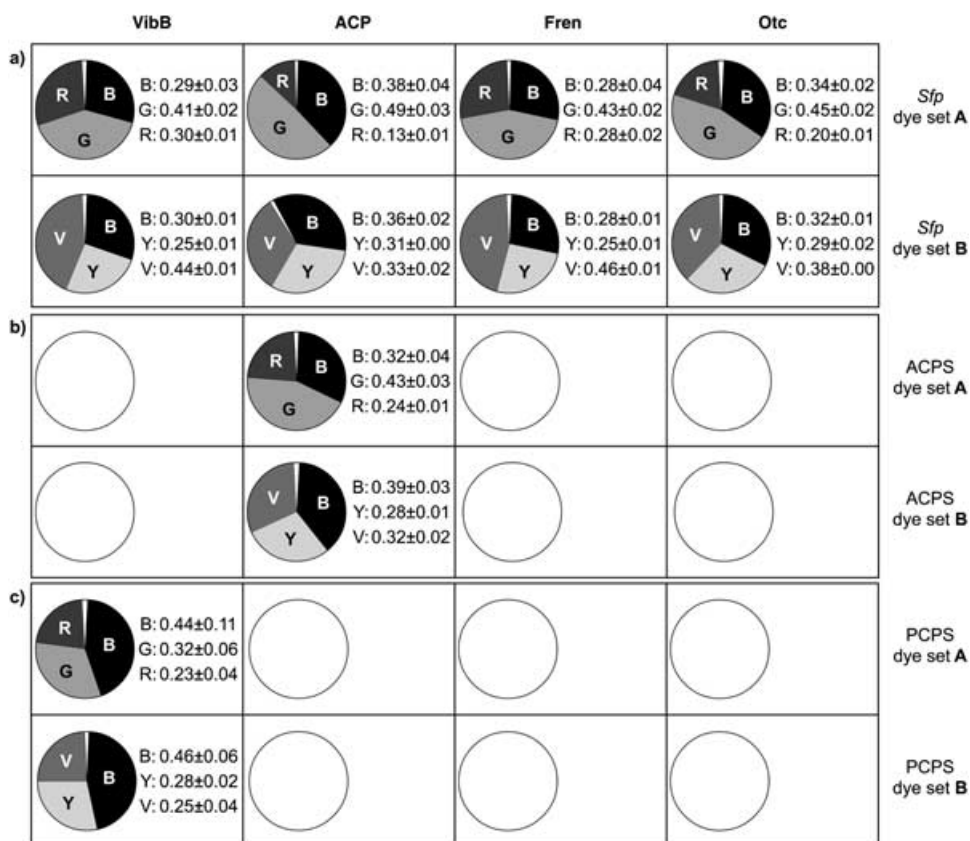 VibB ACP Fren Otc
a)
R B G B: 0.29±0.03
G: 0.41±0.02
R: 0.30±0.01
R B G B: 0.38±0.04
G: 0.49±0.03
R: 0.13±0.01
R B G B: 0.28±0.04
G: 0.43±0.02
R: 0.28±0.02
R B G B: 0.34±0.02
G: 0.45±0.02
R: 0.20±0.01
Sfp
dye set A
V B Y B: 0.30±0.01
Y: 0.25±0.01
V: 0.44±0.01
V B Y B: 0.36±0.02
Y: 0.31±0.00
V: 0.33±0.02
V B Y B: 0.28±0.01
Y: 0.25±0.01
V: 0.46±0.01
V B Y B: 0.32±0.01
Y: 0.29±0.02
V: 0.38±0.00
Sfp
dye set B
b)
R B G B: 0.32±0.04
G: 0.43±0.03
R: 0.24±0.01
ACPS
dye set A
V B Y B: 0.39±0.03
Y: 0.28±0.01
V: 0.32±0.02
ACPS
dye set B
c)
R B G B: 0.44±0.11
G: 0.32±0.06
R: 0.23±0.04
PCPS
dye set A
V B Y B: 0.46±0.06
Y: 0.28±0.02
V: 0.25±0.04
PCPS
dye set B